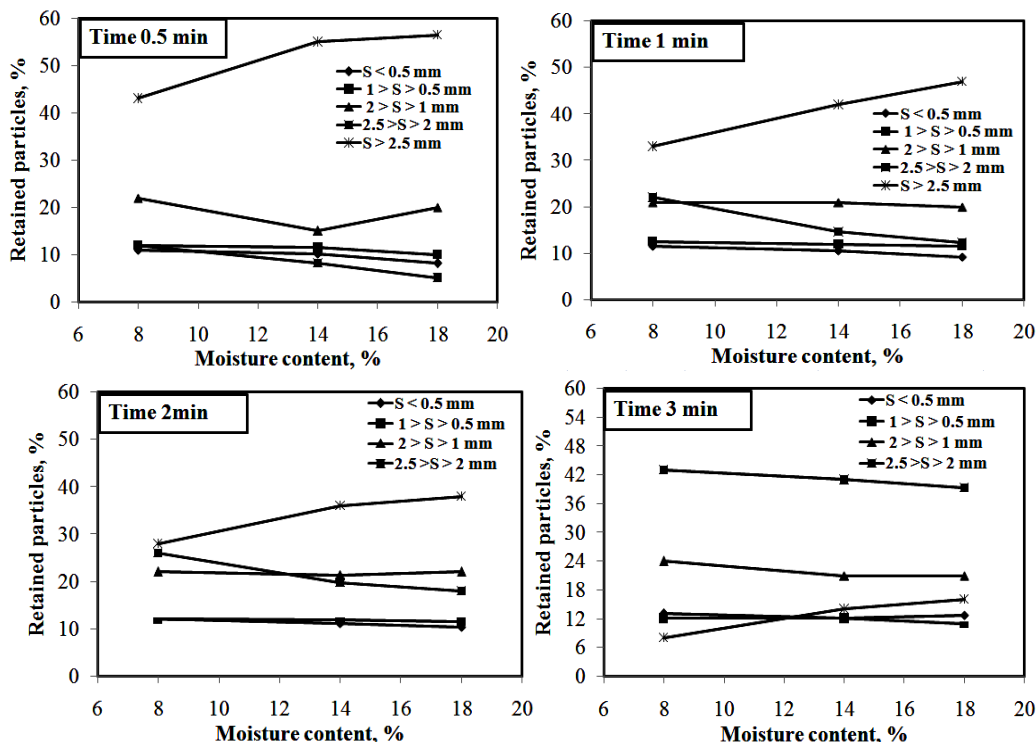 Time 0.5 min
Retained particles, %
60
50
40
30
20
10
0
S < 0.5 mm
1 > S > 0.5 mm
2 > S > 1 mm
2.5 >S > 2 mm
S > 2.5 mm
6 8 10 12 14 16 18 20
Moisture content, %
Time 1 min
Retained particles, %
60
50
40
30
20
10
0
S < 0.5 mm
1 > S > 0.5 mm
2 > S > 1 mm
2.5 >S > 2 mm
S > 2.5 mm
6 8 10 12 14 16 18 20
Moisture content, %
Time 2min
Retained particles, %
60
50
40
30
20
10
0
S < 0.5 mm
1 > S > 0.5 mm
2 > S > 1 mm
2.5 >S > 2 mm
6 8 10 12 14 16 18 20
Moisture content, %
Time 3 min
Retained particles, %
60
54
48
42
36
30
24
18
12
6
0
S < 0.5 mm
1 > S > 0.5 mm
2 > S > 1 mm
2.5 >S > 2 mm
6 8 10 12 14 16 18 20
Moisture content, %